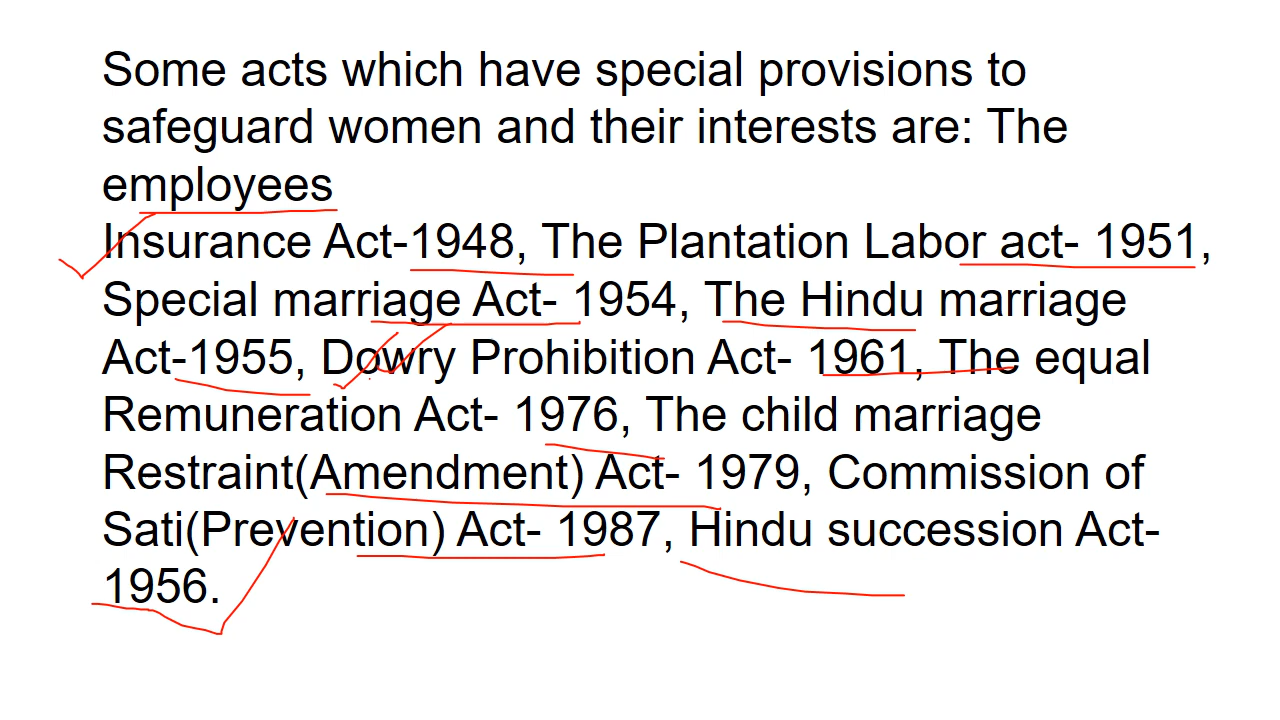 Some acts which have special provisions to
safeguard women and their interests are: The
employees
Insurance Act-1948, The Plantation Labor act- 1951,
Special marriage Act- 1954, The Hindu marriage
Act-1955, Dowry Prohibition Act- 1961, The equal
Remuneration Act- 1976, The child marriage
Restraint(Amendment) Act- 1979, Commission of
Sati(Prevention) Act- 1987, Hindu succession Act-
1956.